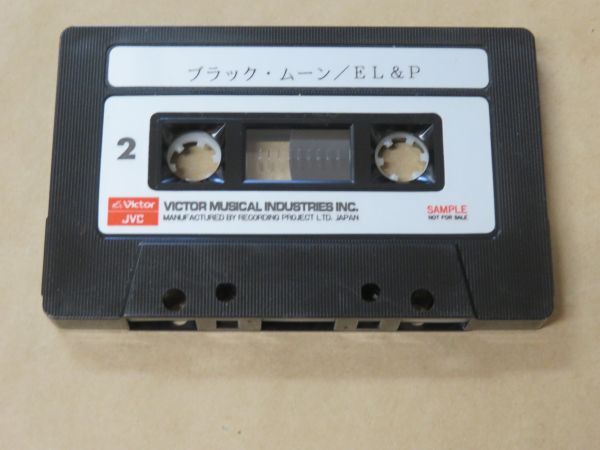 ブラック・ムーン／ＥＬ＆Ｐ
2
Victor
JVC
VICTOR MUSICAL INDUSTRIES INC.
MANUFACTURED BY RECORDING PROJECT LTD. JAPAN
SAMPLE
NOT FOR SALE